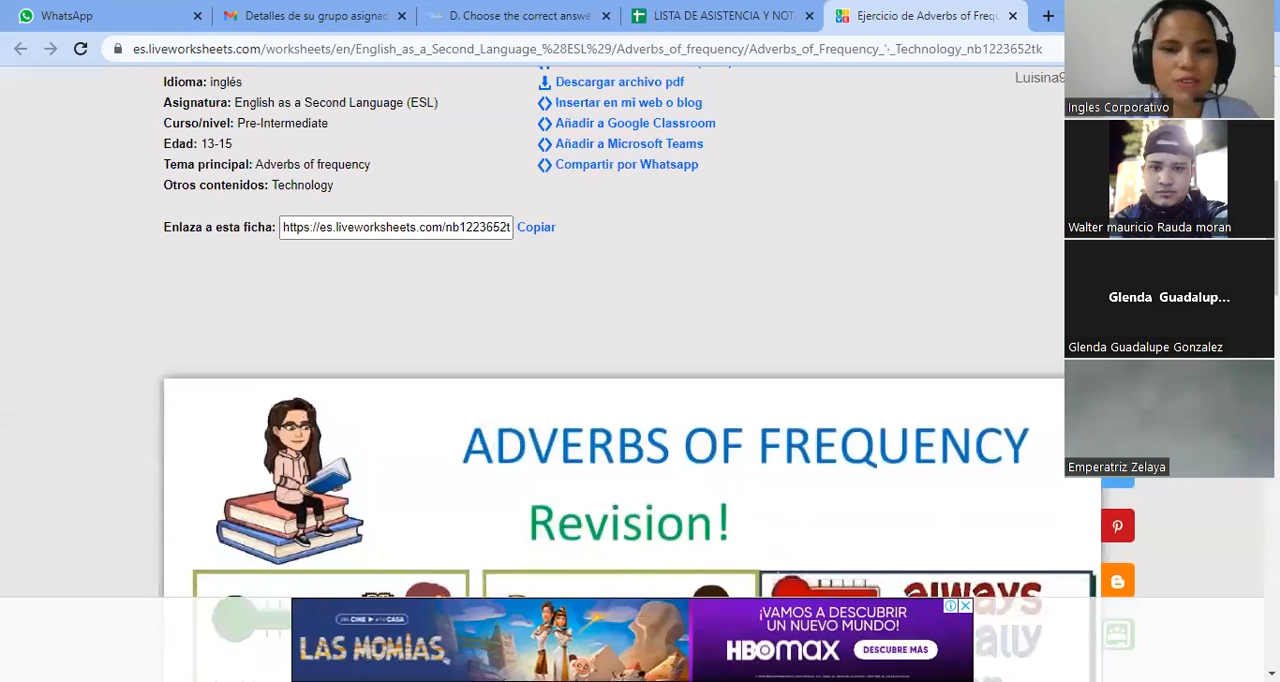 WhatsApp
Detalles de su grupo asignad
D. Choose the correct answe
LISTA DE ASISTENCIA Y NOT
Ejercicio de Adverbs of Freq
es.liveworksheets.com/worksheets/en/English_as_a_Second_Language_%28ESL%29/Adverbs_of_frequency/Adverbs_of_Frequency_·:·_Technology_nb1223652tk
Idioma: inglés
Asignatura: English as a Second Language (ESL)
Curso/nivel: Pre-Intermediate
Edad: 13-15
Tema principal: Adverbs of frequency
Otros contenidos: Technology
Descargar archivo pdf
Insertar en mi web o blog
Añadir a Google Classroom
Añadir a Microsoft Teams
Compartir por Whatsapp
Luisina9
Enlaza a esta ficha: https://es.liveworksheets.com/nb1223652t Copiar
ADVERBS OF FREQUENCY
Revision!
always
DEL CINE A TU CASA
LAS MOMIAS
¡VAMOS A DESCUBRIR
UN NUEVO MUNDO!
HBOmax DESCUBRE MÁS
Ingles Corporativo
Walter mauricio Rauda moran
Glenda Guadalup...
Glenda Guadalupe Gonzalez
Emperatriz Zelaya